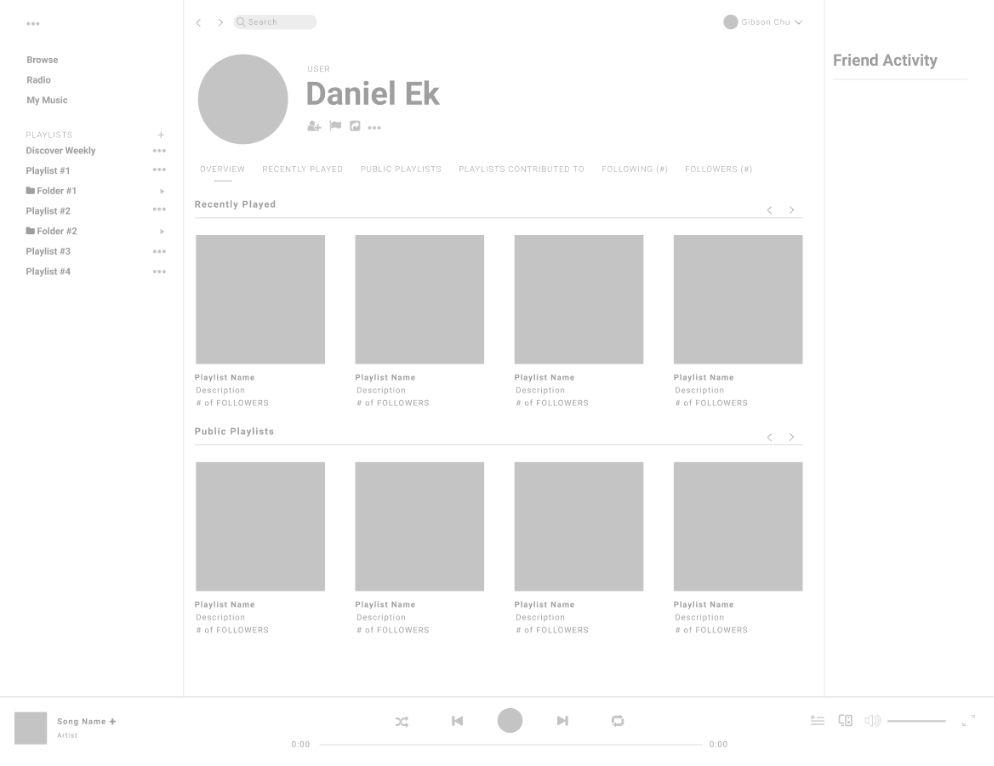 Search
Gibson Chu
Browse
Radio
My Music
PLAYLISTS
Discover Weekly
Playlist #1
Folder #1
Playlist #2
Folder #2
Playlist #3
Playlist #4
USER
Daniel Ek
OVERVIEW RECENTLY PLAYED PUBLIC PLAYLISTS PLAYLISTS CONTRIBUTED TO FOLLOWING (#) FOLLOWERS (#)
Recently Played
Playlist Name Playlist Name Playlist Name Playlist Name
Description Description Description Description
# of FOLLOWERS # of FOLLOWERS # of FOLLOWERS # of FOLLOWERS
Public Playlists
Playlist Name Playlist Name Playlist Name Playlist Name
Description Description Description Description
# of FOLLOWERS # of FOLLOWERS # of FOLLOWERS # of FOLLOWERS
Friend Activity
Song Name +
Artist
0:00 0:00